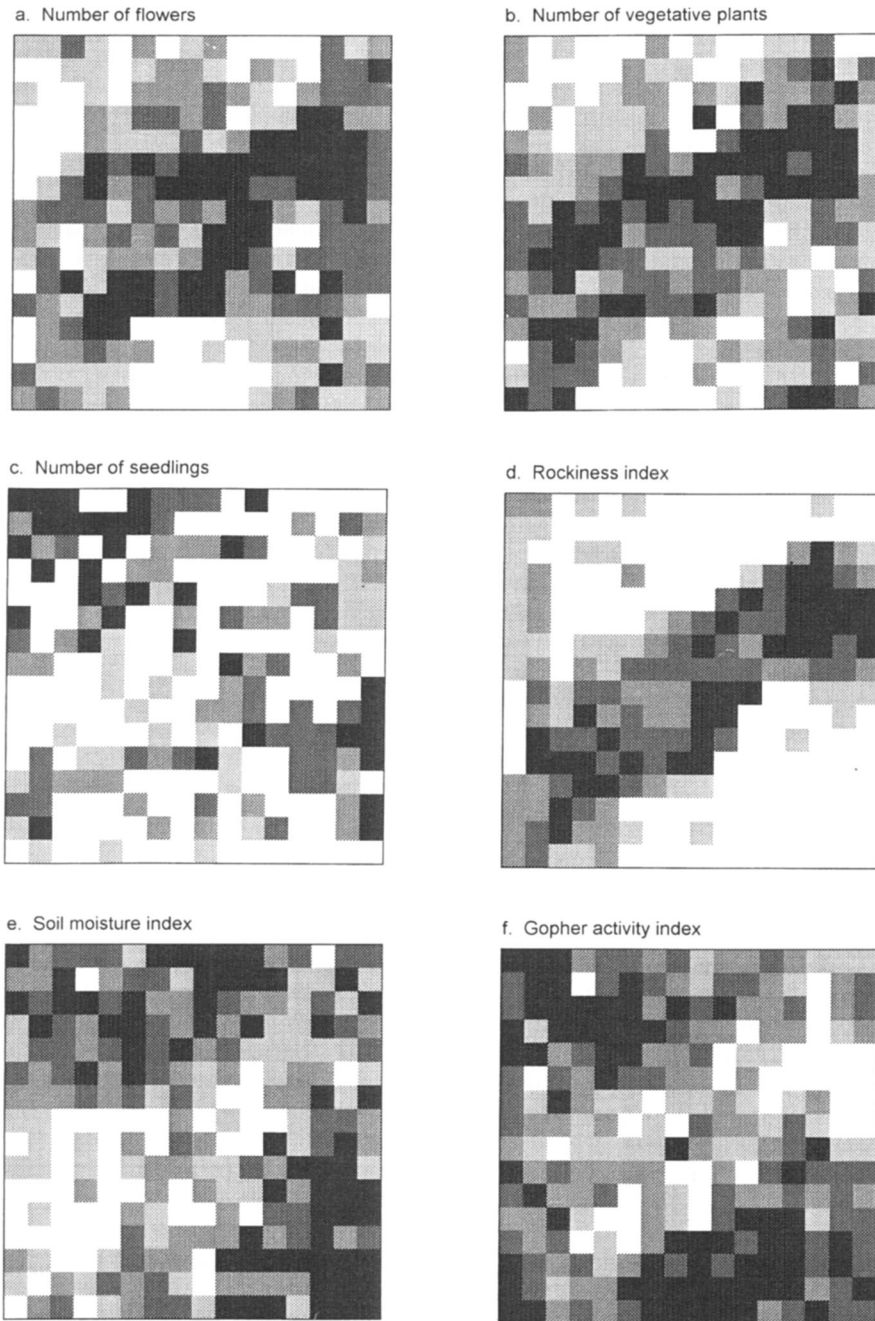 a. Number of flowers
b. Number of vegetative plants
c. Number of seedlings
d. Rockiness index
e. Soil moisture index
f. Gopher activity index